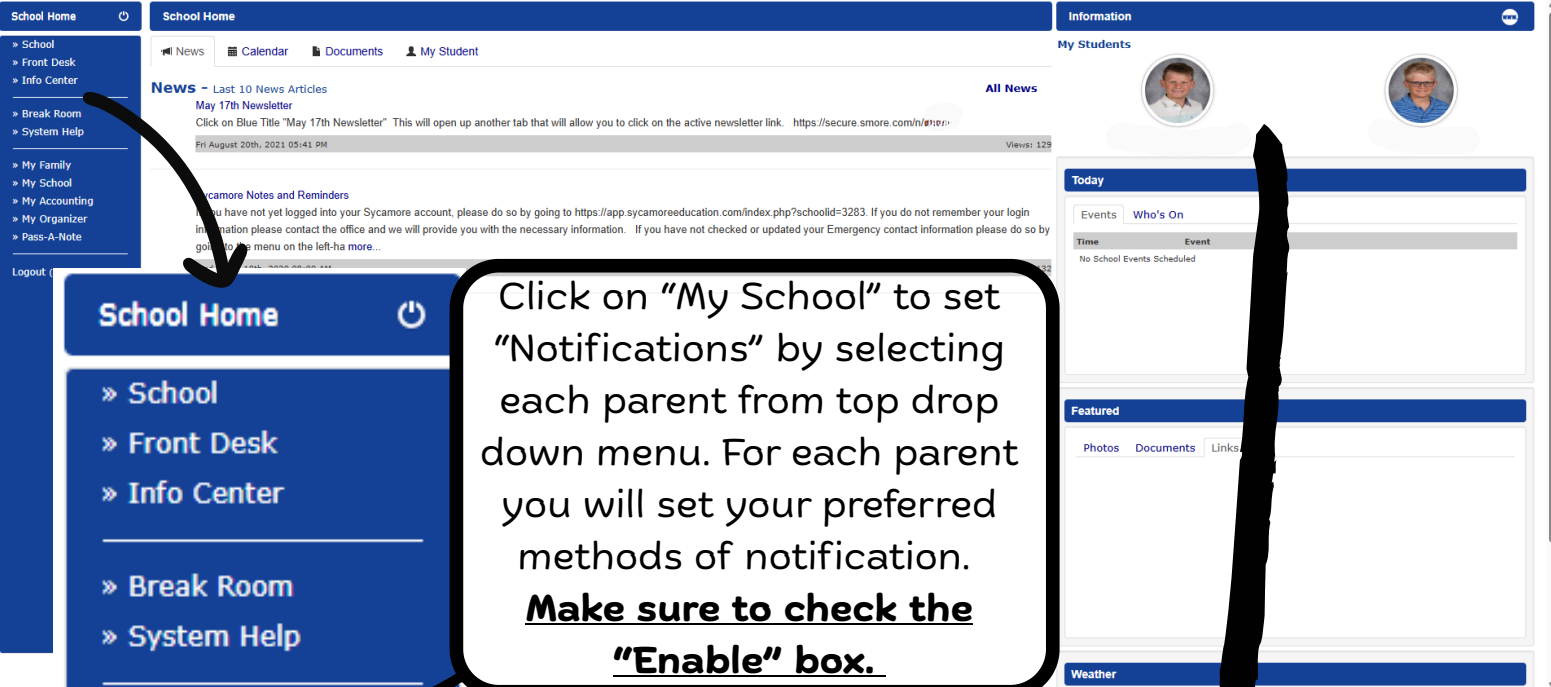 School Home
» School
» Front Desk
» Info Center
» Break Room
» System Help
» My Family
» My School
» My Accounting
» My Organizer
» Pass-A-Note
Logout
School Home
News
Calendar
Documents
My Student
News - Last 10 News Articles
All News
May 17th Newsletter
Click on Blue Title "May 17th Newsletter" This will open up another tab that will allow you to click on the active newsletter link. https://secure.smore.com/n/
Fri August 20th, 2021 05:41 PM
Views: 129
Sycamore Notes and Reminders
If you have not yet logged into your Sycamore account, please do so by going to https://app.sycamoreeducation.com/index.php?schoolid=3283. If you do not remember your login
information please contact the office and we will provide you with the necessary information. If you have not checked or updated your Emergency contact information please do so by
going to the menu on the left-ha more...
School Home
» School
» Front Desk
» Info Center
» Break Room
» System Help
Click on "My School" to set
"Notifications" by selecting
each parent from top drop
down menu. For each parent
you will set your preferred
methods of notification.
Make sure to check the
"Enable" box.
Information
www
My Students
Today
Events
Who's On
Time
Event
No School Events Scheduled
Featured
Photos
Documents
Links
Weather